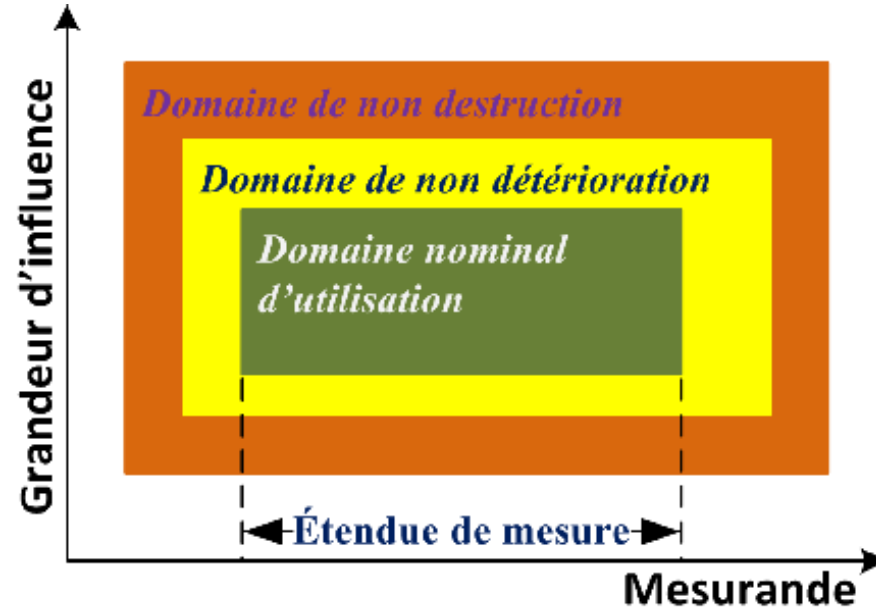 Grandeur d'influence
Domaine de non destruction
Domaine de non détérioration
Domaine nominal
d'utilisation
Étendue de mesure
Mesurande